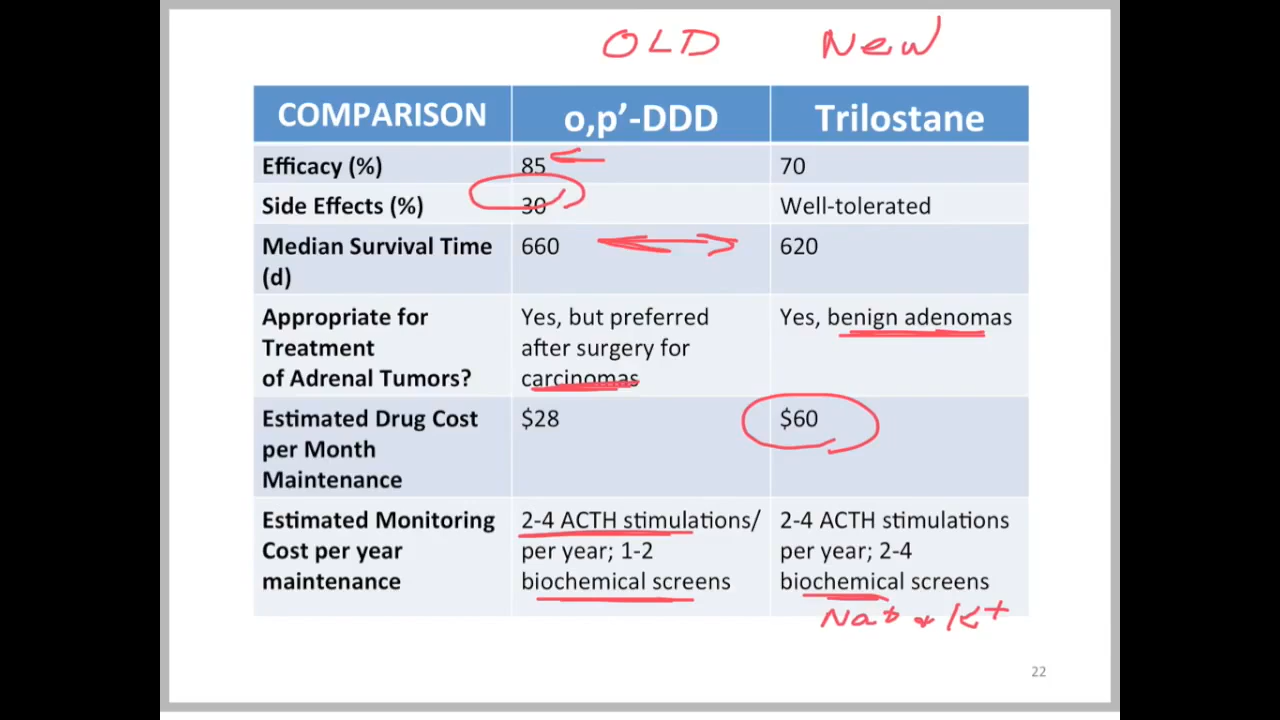 OLD New
COMPARISON o,p’-DDD Trilostane
Efficacy (%) 85 70
Side Effects (%) 30 Well-tolerated
Median Survival Time 660 620
(d)
Appropriate for Yes, but preferred Yes, benign adenomas
Treatment after surgery for
of Adrenal Tumors? carcinomas
Estimated Drug Cost $28 $60
per Month
Maintenance
Estimated Monitoring 2-4 ACTH stimulations/ 2-4 ACTH stimulations
Cost per year per year; 1-2 per year; 2-4
maintenance biochemical screens biochemical screens
Na+ & K+
22